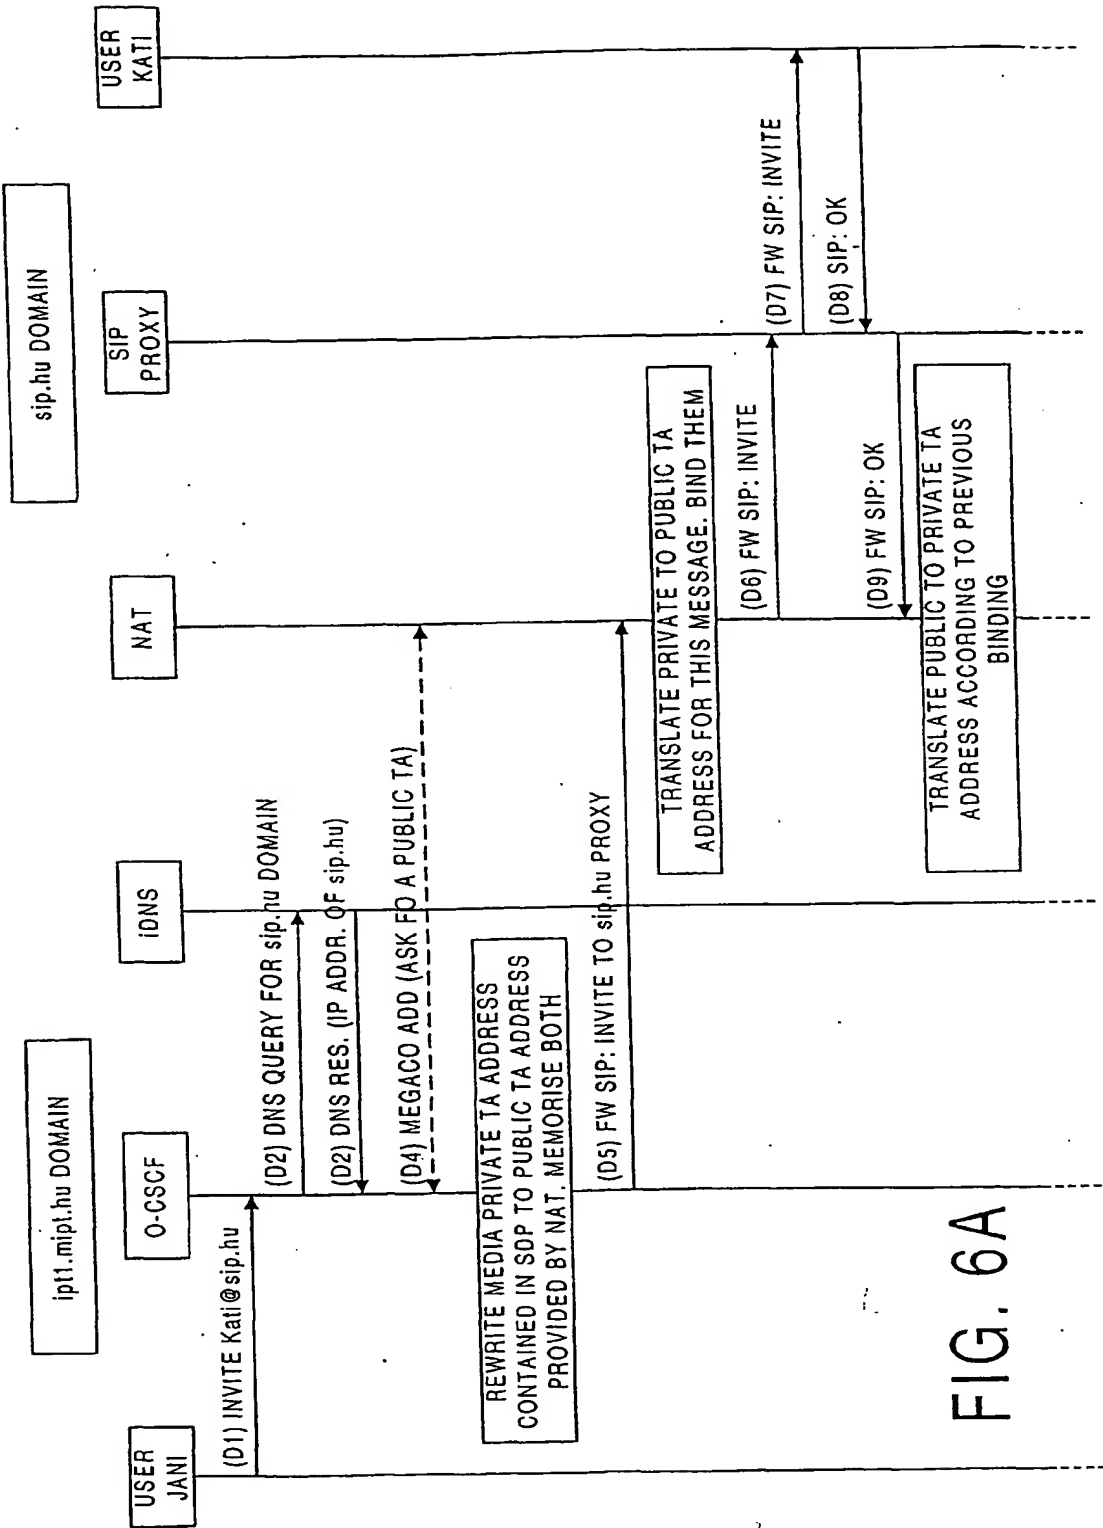 ipt1.mipt.hu DOMAIN
sip.hu DOMAIN
USER
JANI
O-CSCF
iDNS
NAT
SIP
PROXY
USER
KATI
(D1) INVITE Kati@sip.hu
(D2) DNS QUERY FOR sip.hu DOMAIN
(D2) DNS RES. (IP ADDR. OF sip.hu)
(D4) MEGACO ADD (ASK FO A PUBLIC TA)
REWRITE MEDIA PRIVATE TA ADDRESS
CONTAINED IN SDP TO PUBLIC TA ADDRESS
PROVIDED BY NAT. MEMORISE BOTH
(D5) FW SIP: INVITE TO sip.hu PROXY
TRANSLATE PRIVATE TO PUBLIC TA
ADDRESS FOR THIS MESSAGE. BIND THEM
(D6) FW SIP: INVITE
(D7) FW SIP: INVITE
(D8) SIP: OK
(D9) FW SIP: OK
TRANSLATE PUBLIC TO PRIVATE TA
ADDRESS ACCORDING TO PREVIOUS
BINDING
FIG. 6A